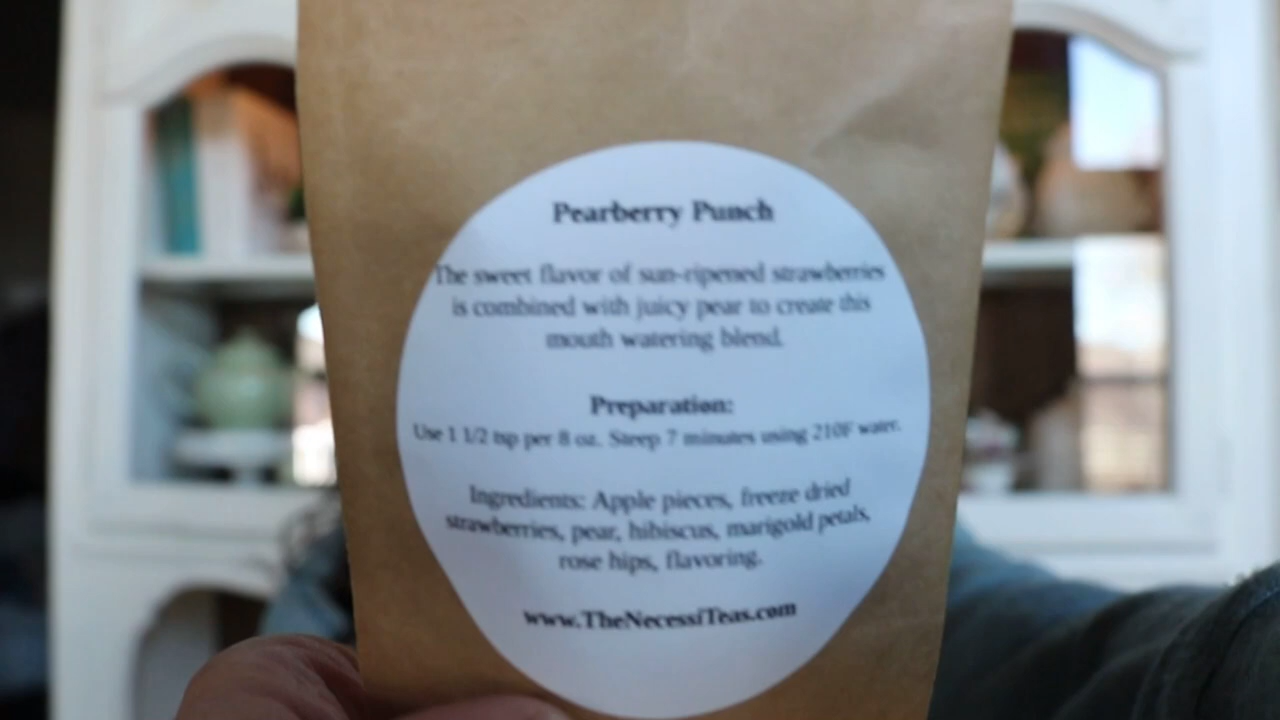 Pearberry Punch
The sweet flavor of sun-ripened strawberries
is combined with juicy pear to create this
mouth watering blend.
Preparation:
Use 1 1/2 tsp per 8 oz. Steep 7 minutes using 210F water.
Ingredients: Apple pieces, freeze dried
strawberries, pear, hibiscus, marigold petals,
rose hips, flavoring.
www.TheNecessiTeas.com